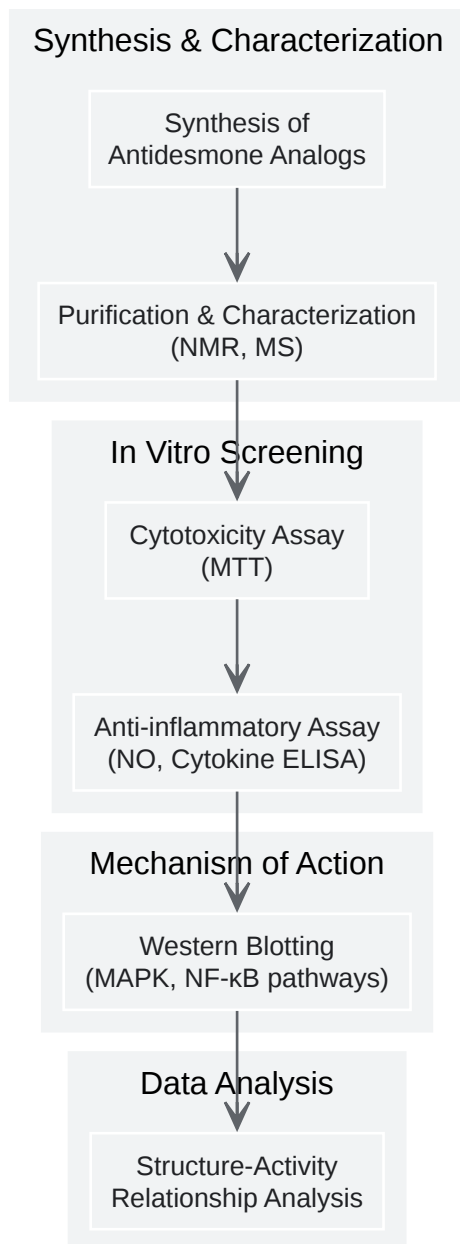 Synthesis & Characterization
Synthesis of
Antidesmone Analogs
Purification & Characterization
(NMR, MS)
In Vitro Screening
Cytotoxicity Assay
(MTT)
Anti-inflammatory Assay
(NO, Cytokine ELISA)
Mechanism of Action
Western Blotting
(MAPK, NF-κB pathways)
Data Analysis
Structure-Activity
Relationship Analysis